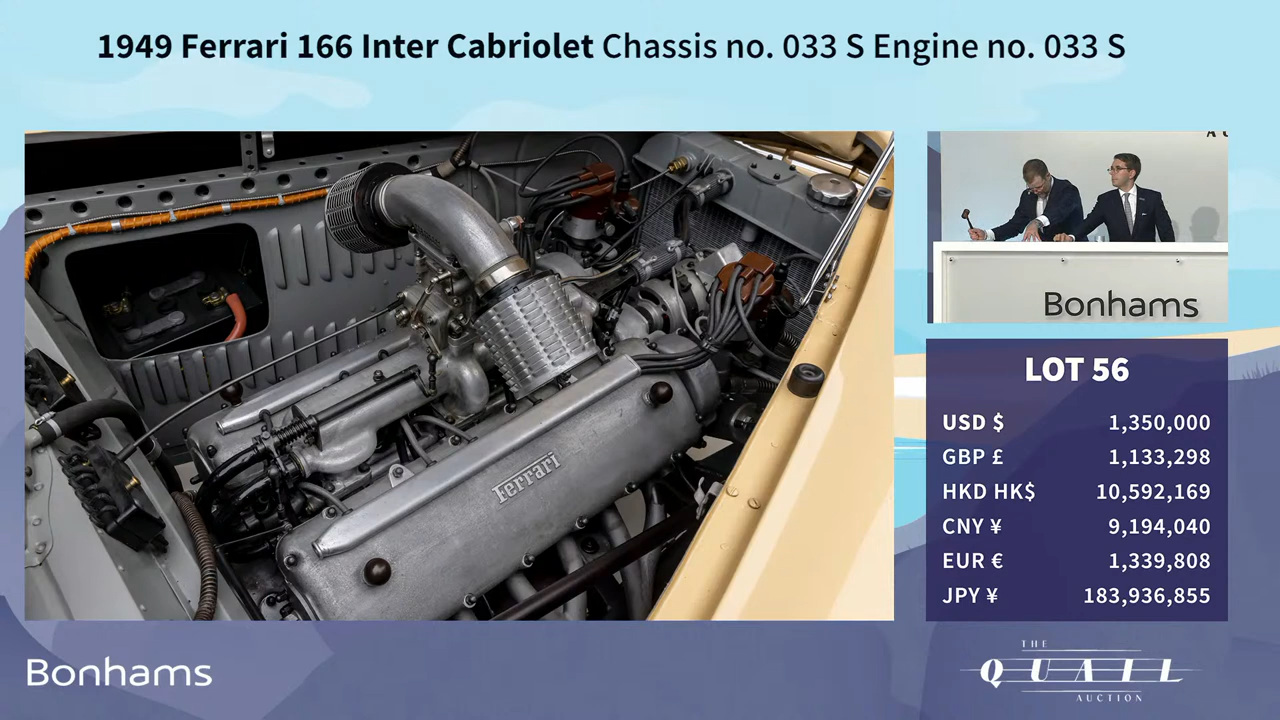 1949 Ferrari 166 Inter Cabriolet Chassis no. 033 S Engine no. 033 S
Ferrari
Bonhams
LOT 56
USD $ 1,350,000
GBP £ 1,133,298
HKD HK$ 10,592,169
CNY ¥ 9,194,040
EUR € 1,339,808
JPY ¥ 183,936,855
Bonhams
THE
QUAIL
AUCTION